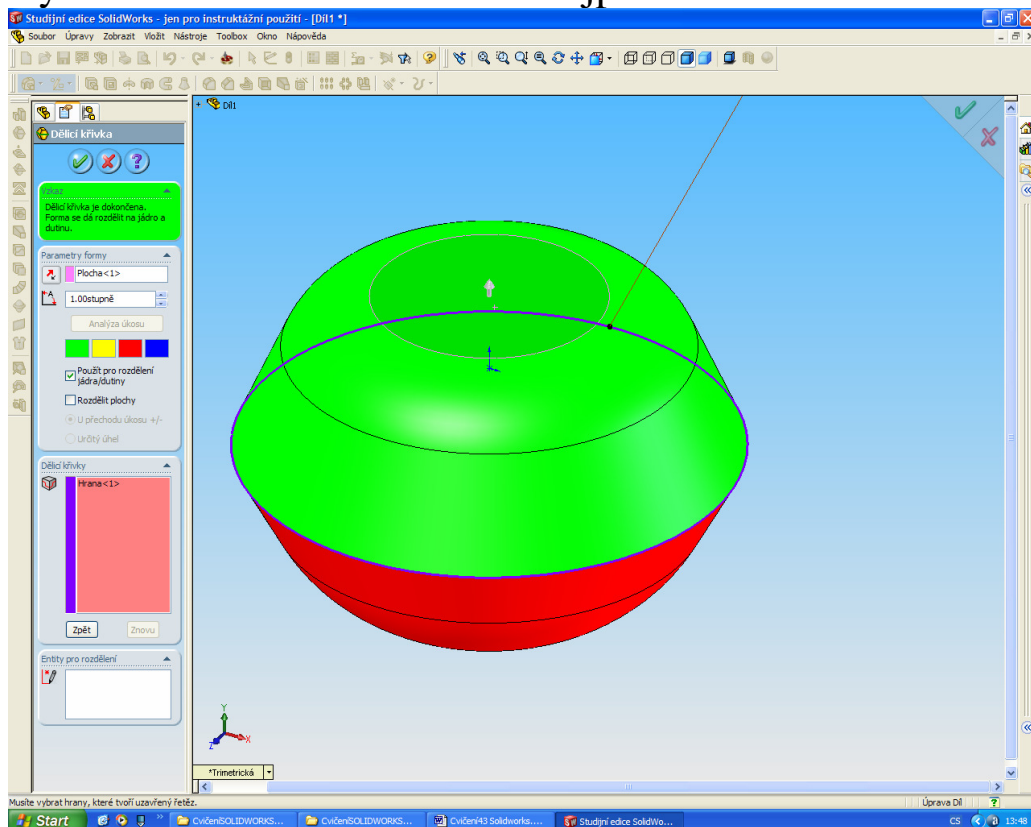 Studijní edice SolidWorks - jen pro instruktážní použití - [Díl1 *]
Soubor Úpravy Zobrazit Vložit Nástroje Toolbox Okno Nápověda
Díl1
Dělicí křivka
Vzkaz
Dělicí křivka je dokončena.
Forma se dá rozdělit na jádro a
dutinu.
Parametry formy
Plocha<1>
1.00stupně
Analýza úkosu
Použít pro rozdělení
jádra/dutiny
Rozdělit plochy
U přechodu úkosu +/-
Určitý úhel
Dělicí křivky
Hrana<1>
Zpět
Znovu
Entity pro rozdělení
Y
X
Z
*Trimetrická
Musíte vybrat hrany, které tvoří uzavřený řetěz.
Úprava Díl
Start
CvičeníSOLIDWORKS...
CvičeníSOLIDWORKS...
Cvičení43 Solidworks....
Studijní edice SolidWo...
CS
13:48